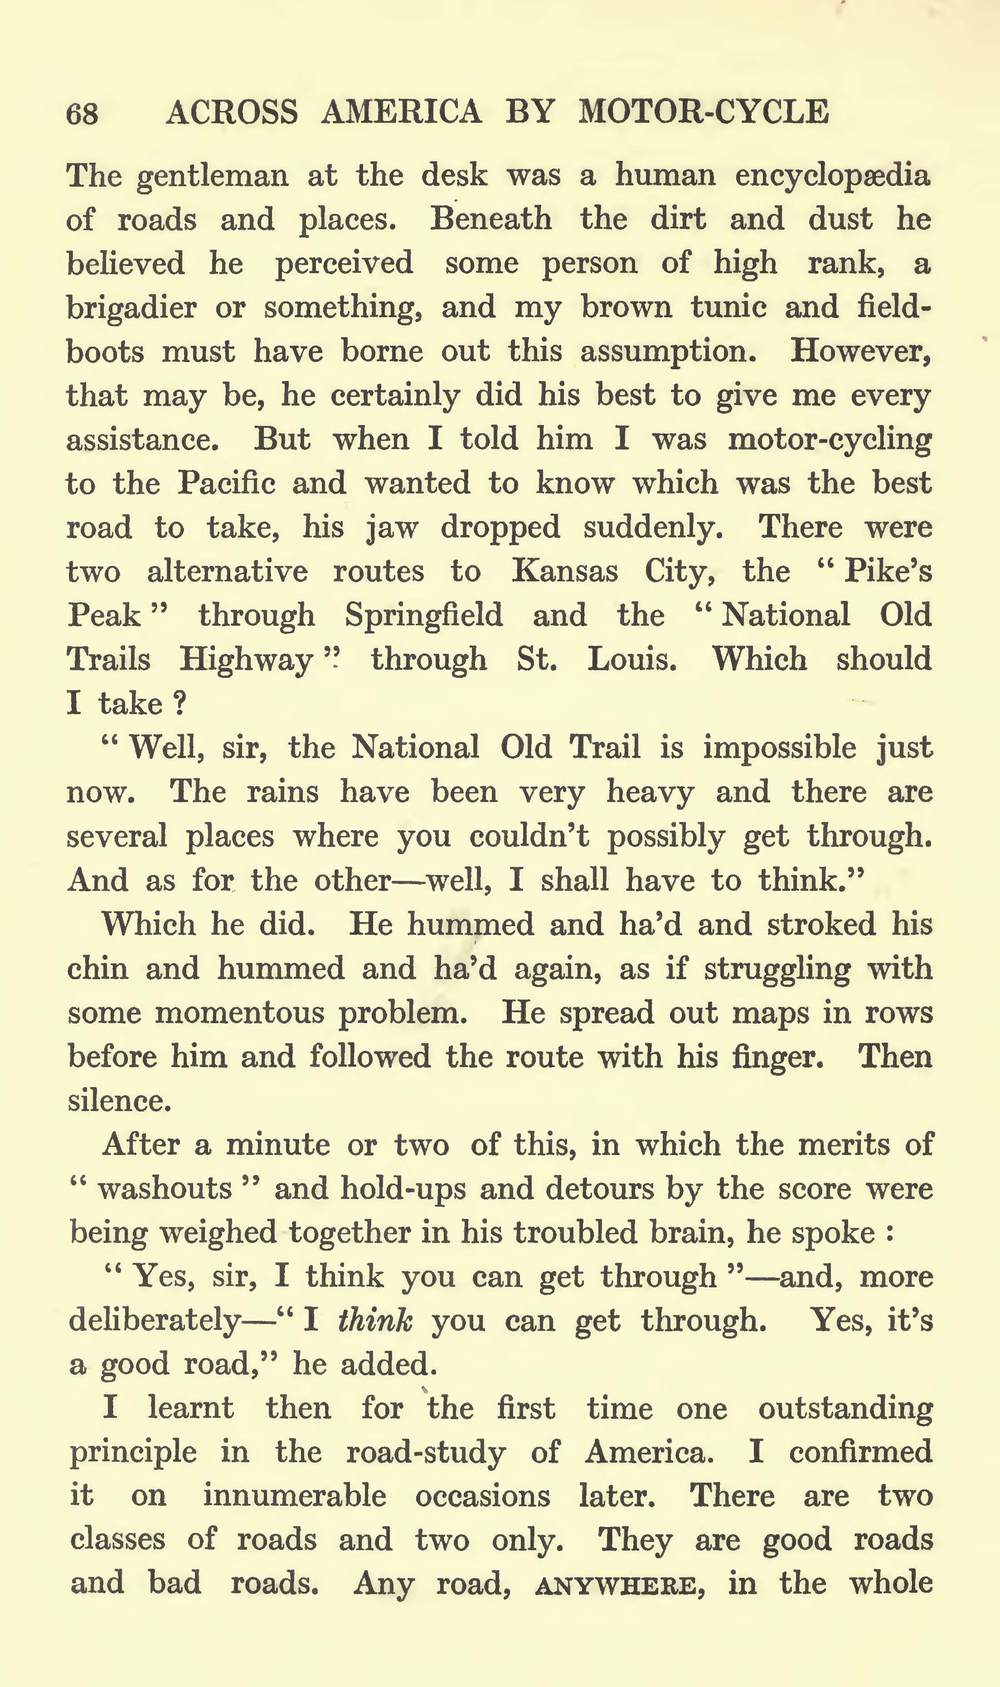 68 ACROSS AMERICA BY MOTOR-CYCLE
The gentleman at the desk was a human encyclopædia
of roads and places. Beneath the dirt and dust he
believed he perceived some person of high rank, a
brigadier or something, and my brown tunic and field-
boots must have borne out this assumption. However,
that may be, he certainly did his best to give me every
assistance. But when I told him I was motor-cycling
to the Pacific and wanted to know which was the best
road to take, his jaw dropped suddenly. There were
two alternative routes to Kansas City, the “ Pike’s
Peak ” through Springfield and the “ National Old
Trails Highway ” through St. Louis. Which should
I take ?
“ Well, sir, the National Old Trail is impossible just
now. The rains have been very heavy and there are
several places where you couldn’t possibly get through.
And as for the other—well, I shall have to think.”
Which he did. He hummed and ha’d and stroked his
chin and hummed and ha’d again, as if struggling with
some momentous problem. He spread out maps in rows
before him and followed the route with his finger. Then
silence.
After a minute or two of this, in which the merits of
“ washouts ” and hold-ups and detours by the score were
being weighed together in his troubled brain, he spoke :
“ Yes, sir, I think you can get through ”—and, more
deliberately—“ I think you can get through. Yes, it’s
a good road,” he added.
I learnt then for the first time one outstanding
principle in the road-study of America. I confirmed
it on innumerable occasions later. There are two
classes of roads and two only. They are good roads
and bad roads. Any road, ANYWHERE, in the whole